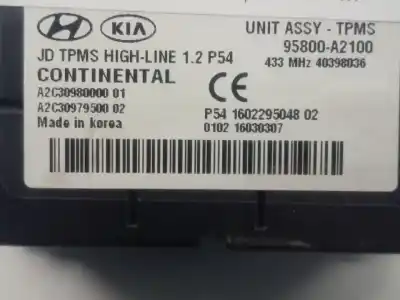 KIA
UNIT ASSY - TPMS
JD TPMS HIGH-LINE 1.2 P54
95800-A2100
CONTINENTAL
433 MHz 40398036
A2C30980000 01
CE
A2C30979500 02
P54 1602295048 02
Made in korea
0102 16030307